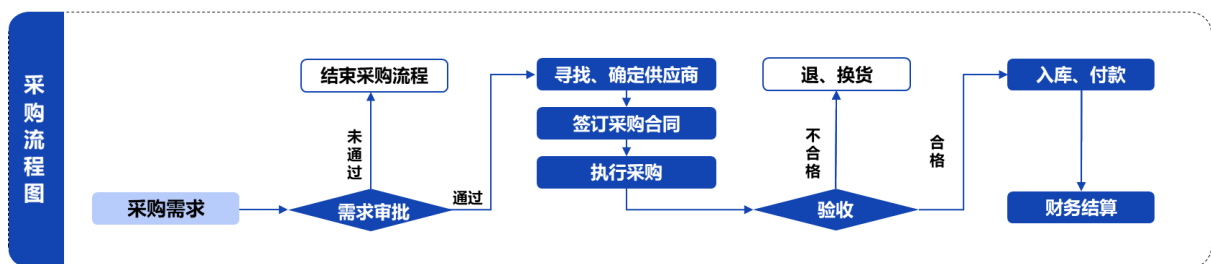 采购流程图
采购需求
需求审批
未通过
结束采购流程
通过
寻找、确定供应商
签订采购合同
执行采购
验收
不合格
退、换货
合格
入库、付款
财务结算